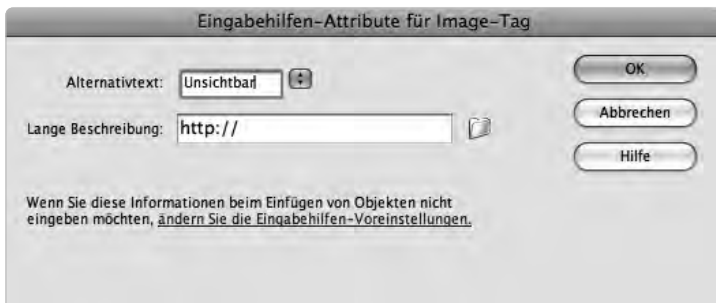 Eingabehilfen-Attribute für Image-Tag
Alternativtext: Unsichtbar
OK
Lange Beschreibung: http://
Abbrechen
Hilfe
Wenn Sie diese Informationen beim Einfügen von Objekten nicht
eingeben möchten, ändern Sie die Eingabehilfen-Voreinstellungen.